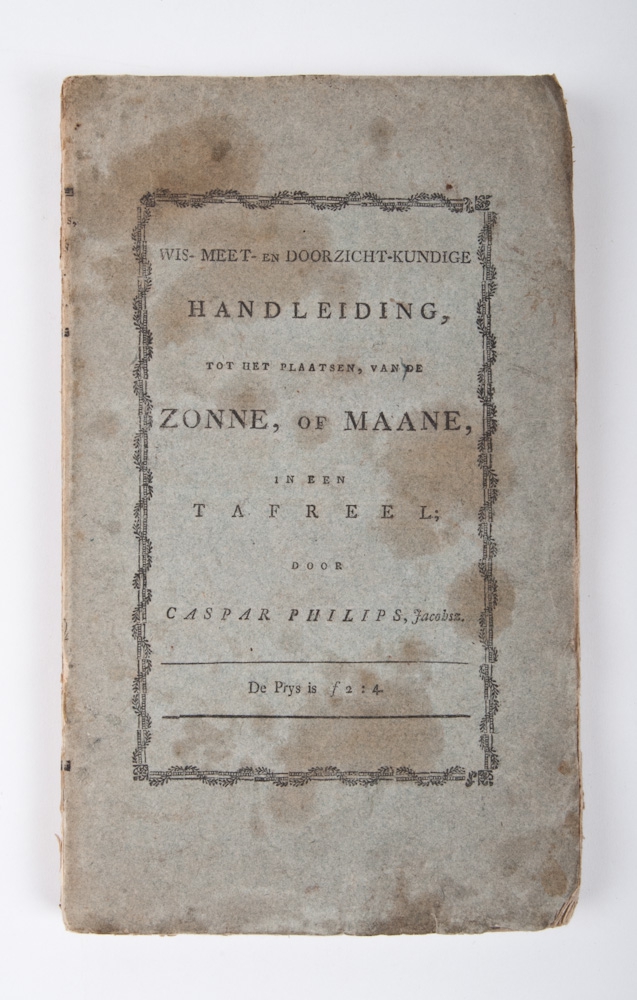 WIS- MEET- EN DOORZICHT-KUNDIGE
HANDLEIDING,
TOT HET PLAATSEN, VAN DE
ZONNE, OF MAANE,
IN EEN
TAFREEL;
DOOR
CASPAR PHILIPS, Jacobsz.
De Prys is ƒ 2 : 4.